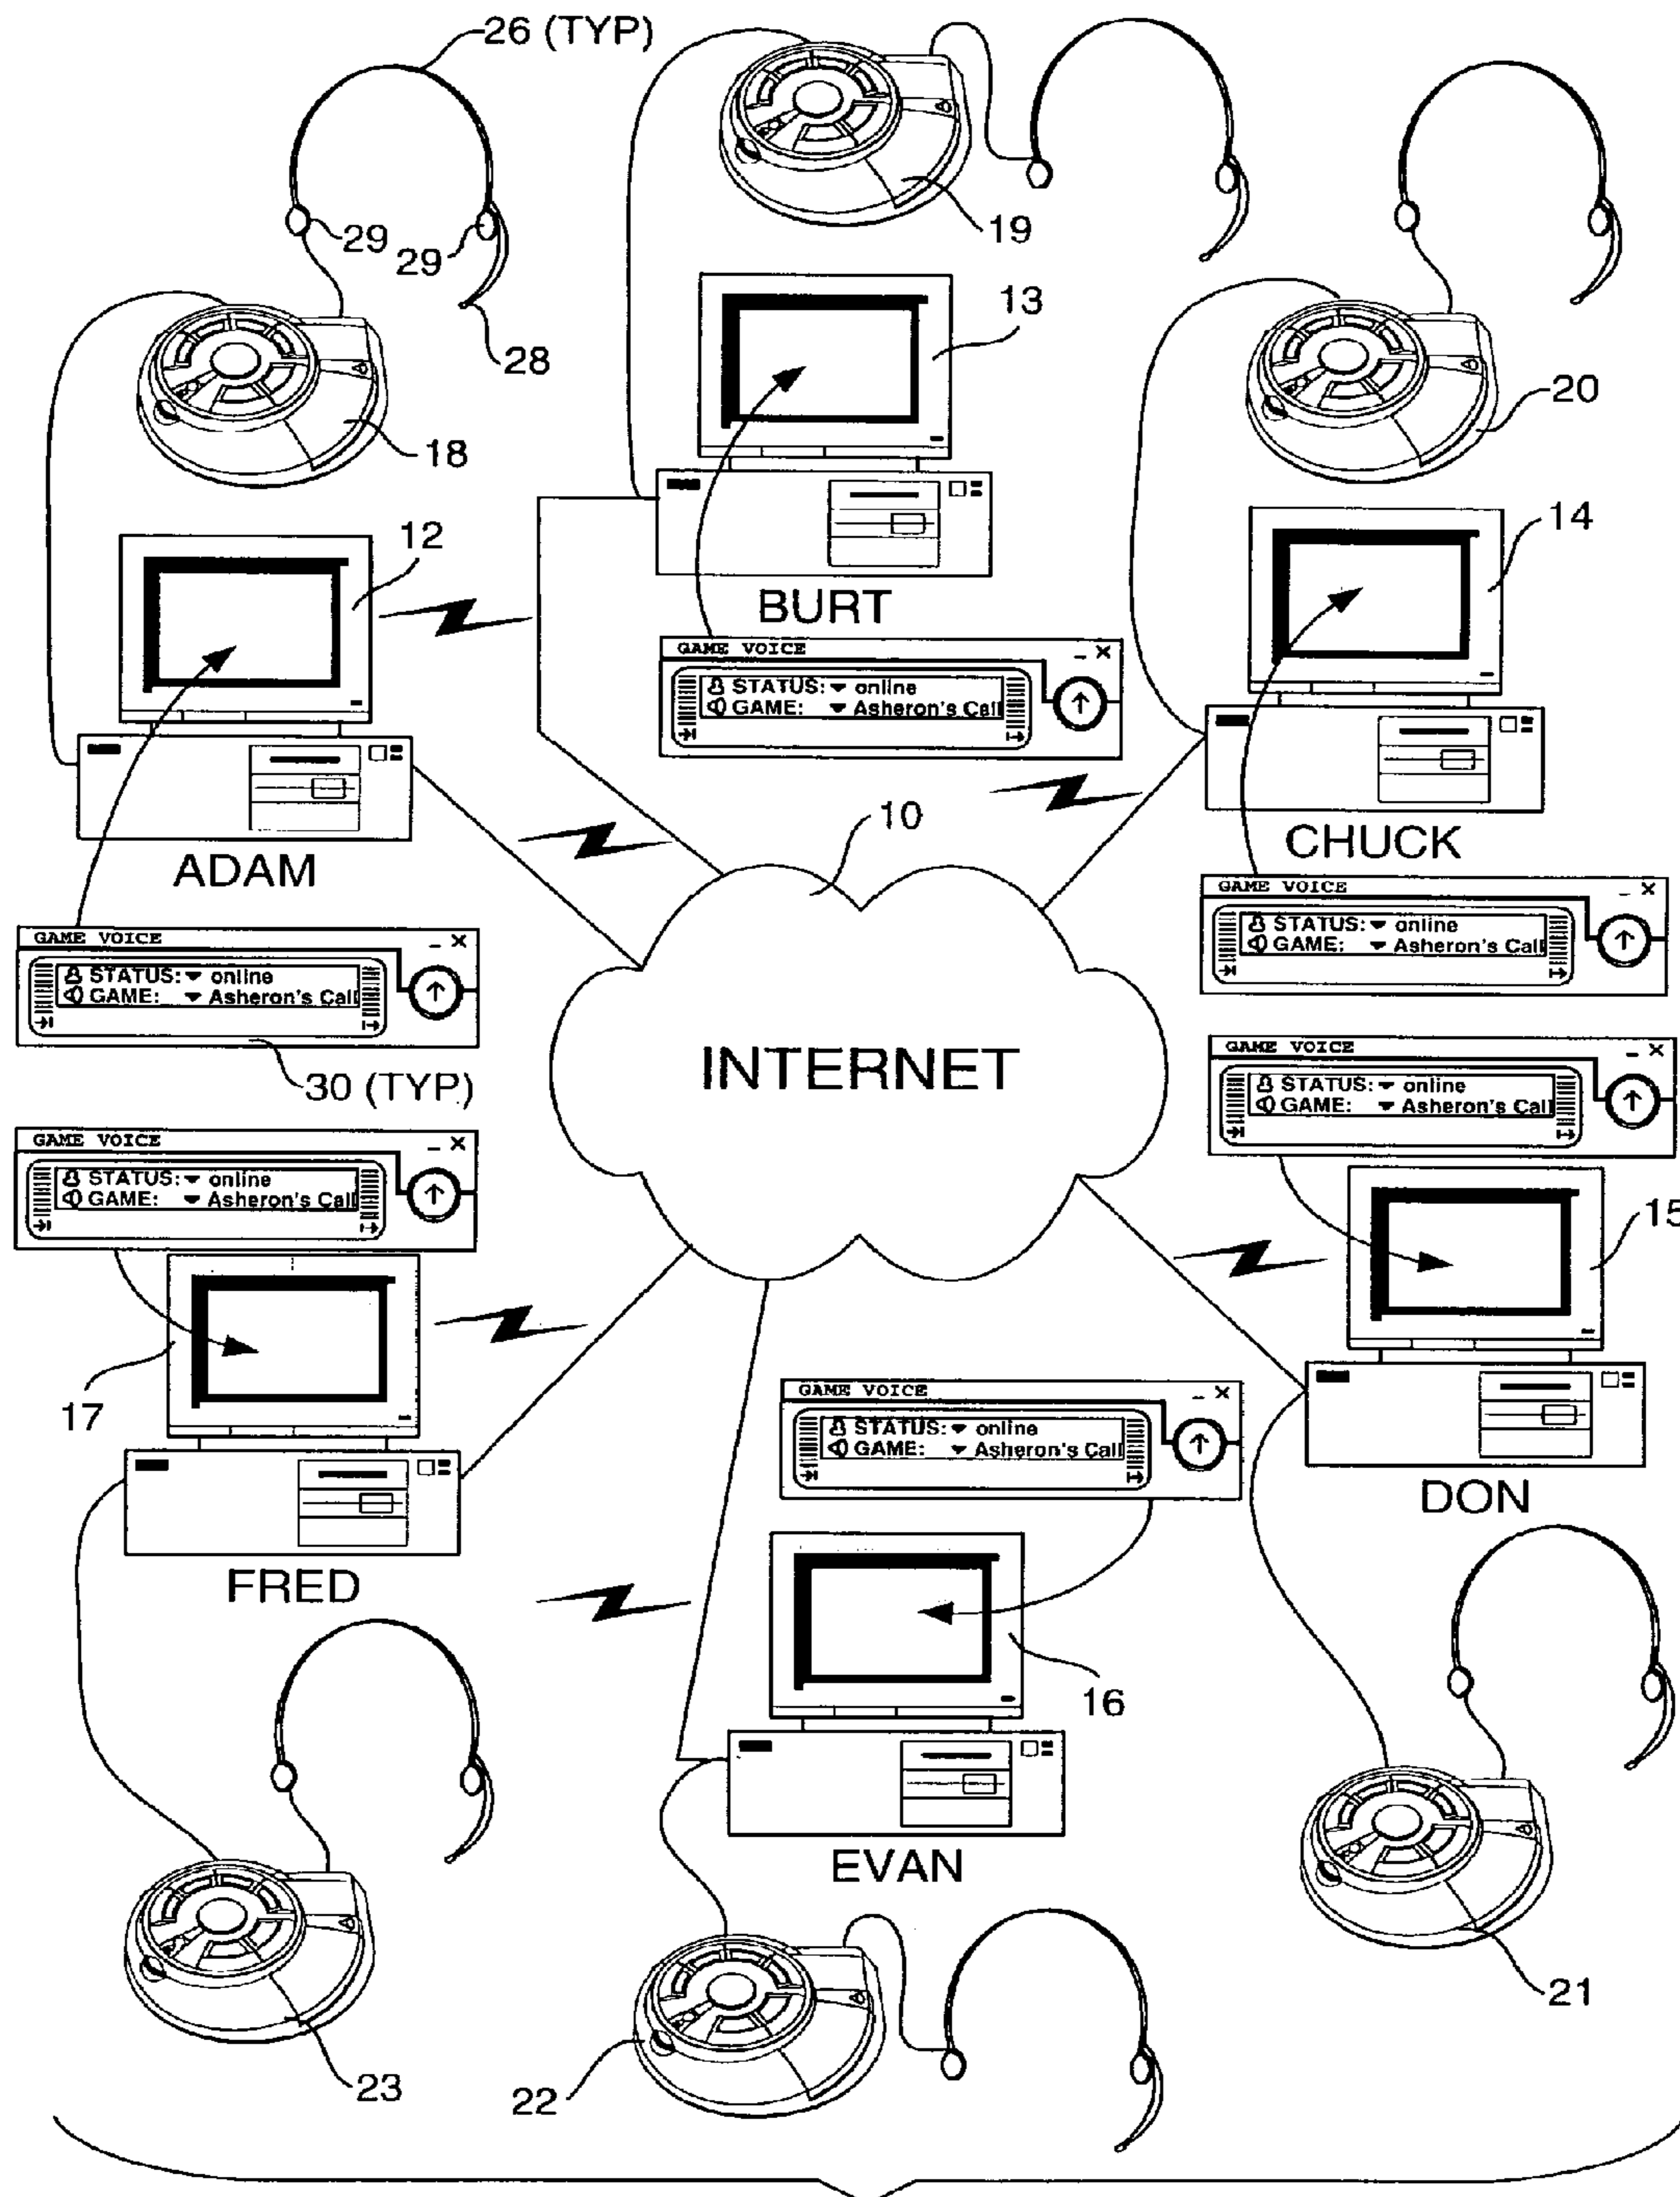 26 (TYP)
29
29
28
19
13
20
18
12
14
BURT
GAME VOICE
STATUS: online
GAME: Asheron's Call
10
ADAM
CHUCK
GAME VOICE
STATUS: online
GAME: Asheron's Call
GAME VOICE
STATUS: online
GAME: Asheron's Call
INTERNET
30 (TYP.)
GAME VOICE
STATUS: online
GAME: Asheron's Call
GAME VOICE
STATUS: online
GAME: Asheron's Call
15
17
GAME VOICE
STATUS: online
GAME: Asheron's Call
DON
FRED
16
EVAN
21
23
22